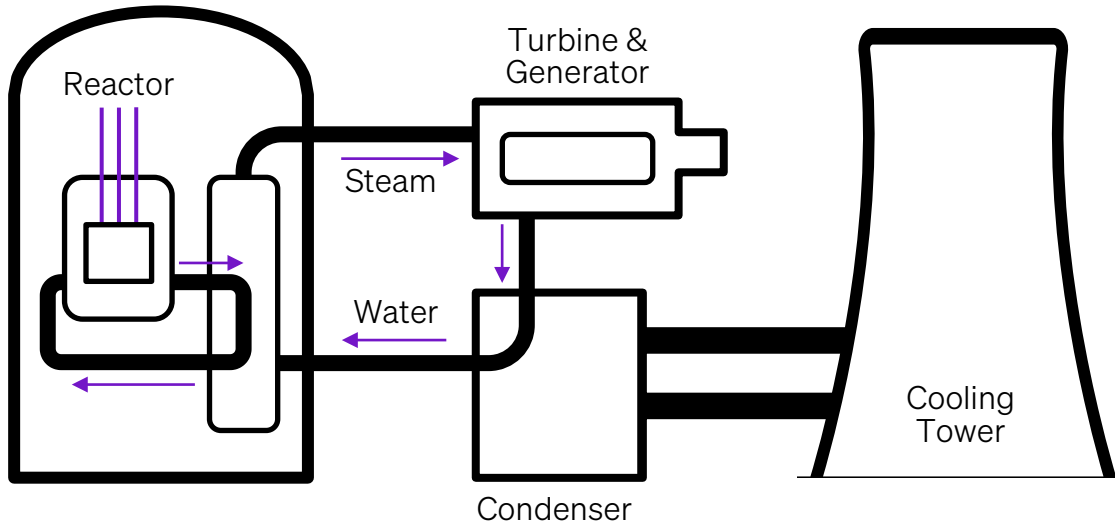 Reactor
Turbine &
Generator
Steam
Water
Condenser
Cooling
Tower